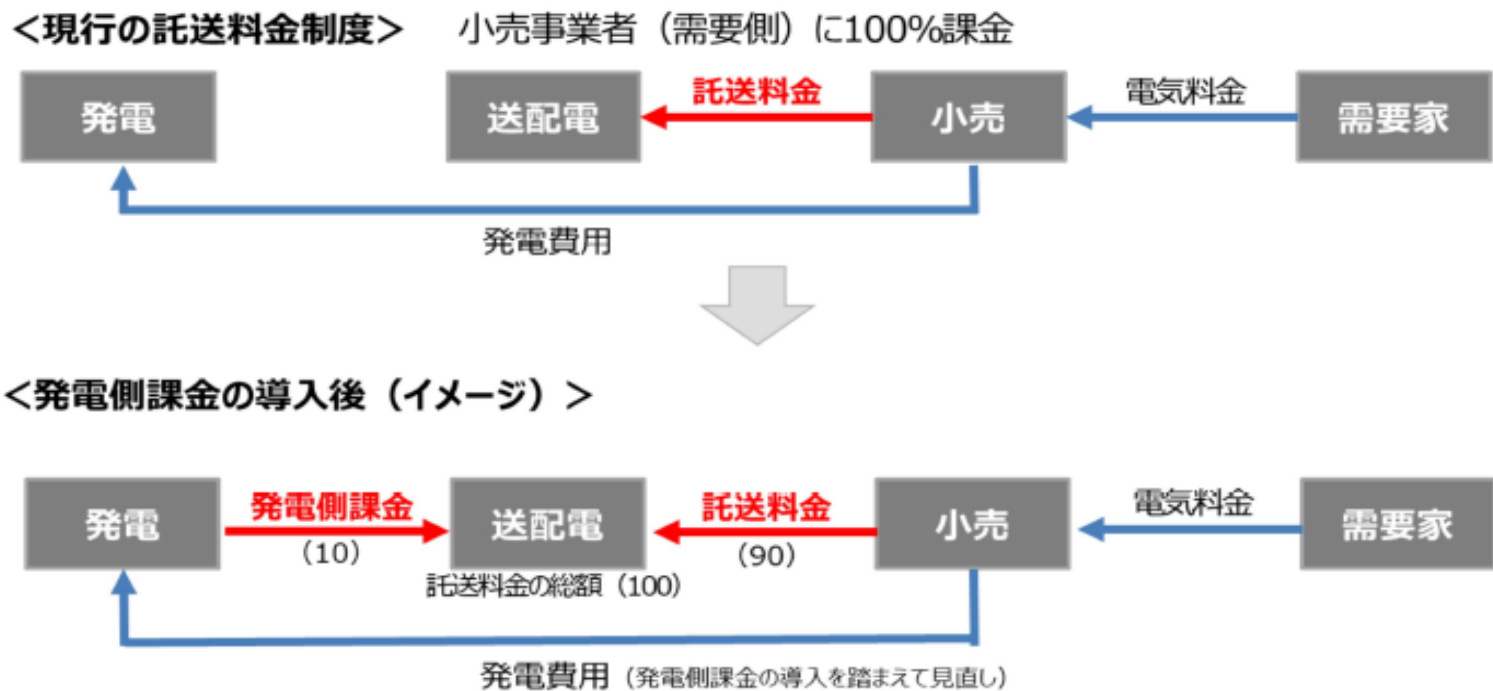 ＜現行の託送料金制度＞　小売事業者（需要側）に100%課金
発電　送配電　託送料金　小売　電気料金　需要家
発電費用
＜発電側課金の導入後（イメージ）＞
発電　発電側課金　送配電　託送料金　小売　電気料金　需要家
（10）　（90）
託送料金の総額（100）
発電費用（発電側課金の導入を踏まえて見直し）